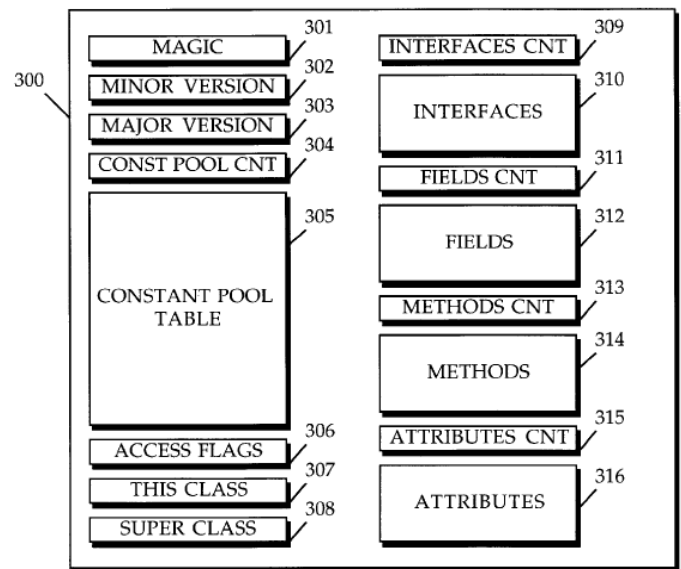 300
MAGIC 301
MINOR VERSION 302
MAJOR VERSION 303
CONST POOL CNT 304
CONSTANT POOL 305
TABLE
ACCESS FLAGS 306
THIS CLASS 307
SUPER CLASS 308
INTERFACES CNT 309
INTERFACES 310
FIELDS CNT 311
FIELDS 312
METHODS CNT 313
METHODS 314
ATTRIBUTES CNT 315
ATTRIBUTES 316